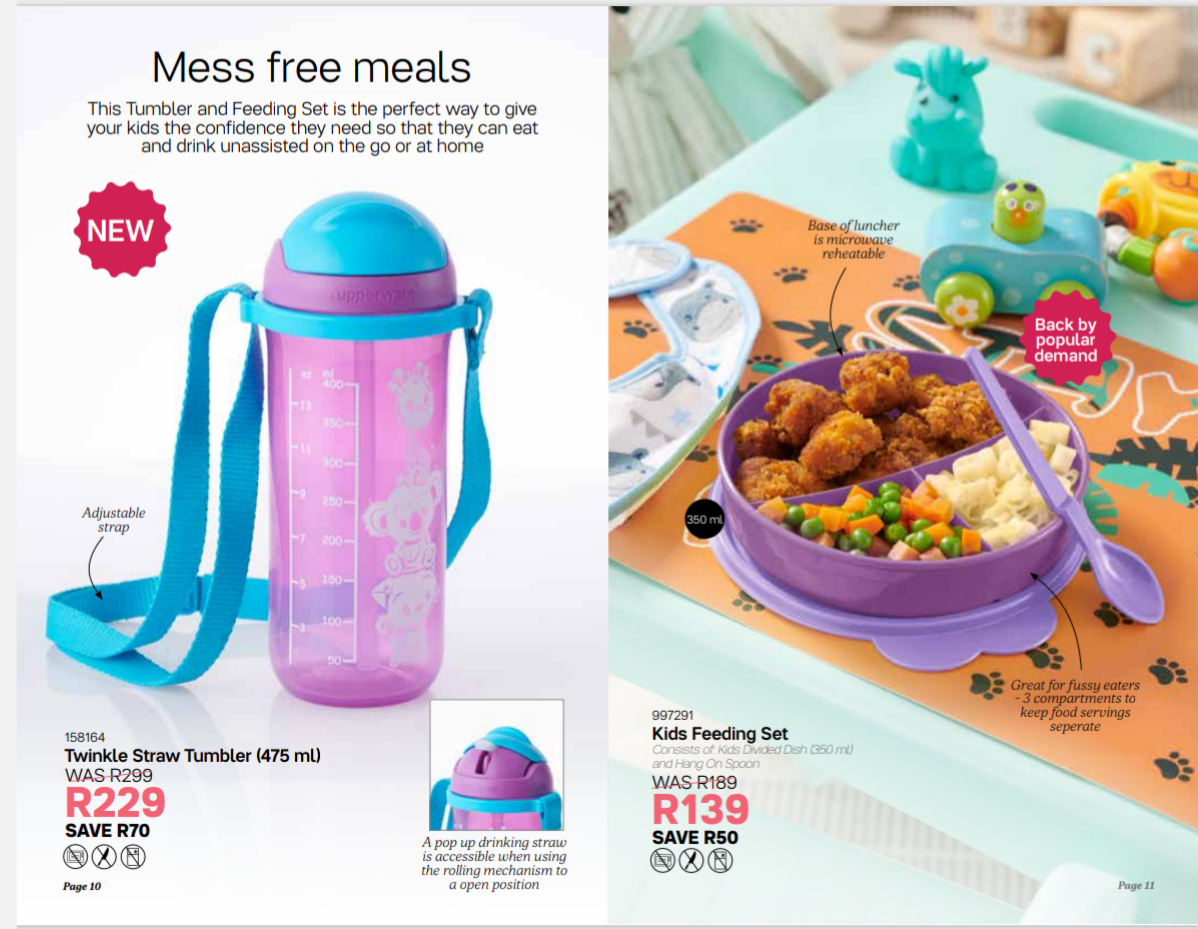 Mess free meals
This Tumbler and Feeding Set is the perfect way to give
your kids the confidence they need so that they can eat
and drink unassisted on the go or at home
NEW
Tupperware
oz ml
400
13
350
11
300
9
250
7
200
5
150
3
100
50
Adjustable
strap
158164
Twinkle Straw Tumbler (475 ml)
WAS R299
R229
SAVE R70
A pop up drinking straw
is accessible when using
the rolling mechanism to
a open position
Page 10
C
Base of luncher
is microwave
reheatable
Back by
popular
demand
350 ml
Great for fussy eaters
- 3 compartments to
keep food servings
seperate
997291
Kids Feeding Set
Consists of: Kids Divided Dish (350 ml)
and Hang On Spoon
WAS R189
R139
SAVE R50
Page 11